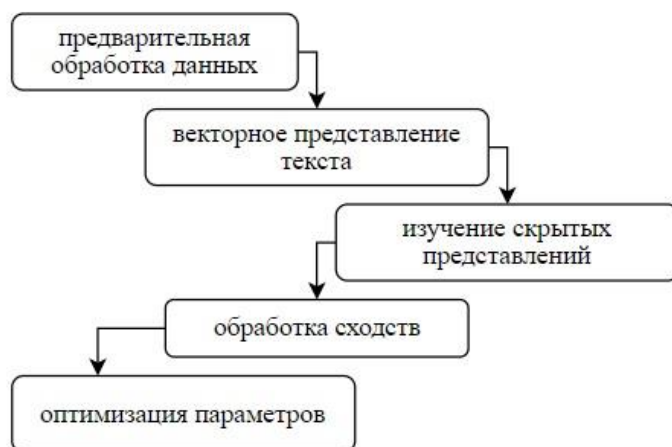 предварительная
обработка данных
векторное представление
текста
изучение скрытых
представлений
обработка сходств
оптимизация параметров